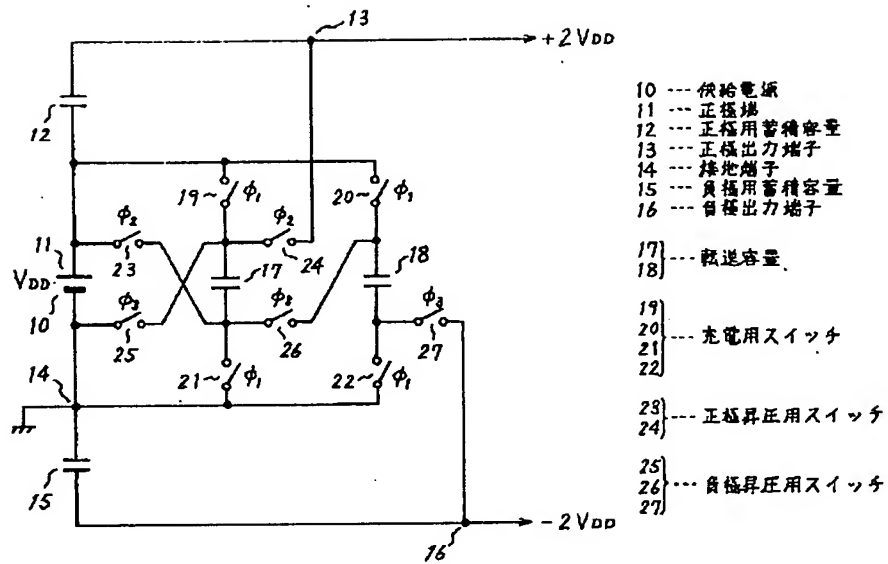 13
+2VDD
12
19~ φ1
20~ φ1
φ2
φ2
11
23
24
17
18
VDD
φ3
φ3
φ3
10
25
26
27
14
21~ φ1
22~ φ1
15
-2VDD
16
10 --- 供給電源
11 --- 正極端
12 --- 正極用蓄積容量
13 --- 正極出力端子
14 --- 接地端子
15 --- 負極用蓄積容量
16 --- 負極出力端子
17
18 --- 転送容量
19
20
21
22 --- 充電用スイッチ
23
24 --- 正極昇圧用スイッチ
25
26
27 --- 負極昇圧用スイッチ